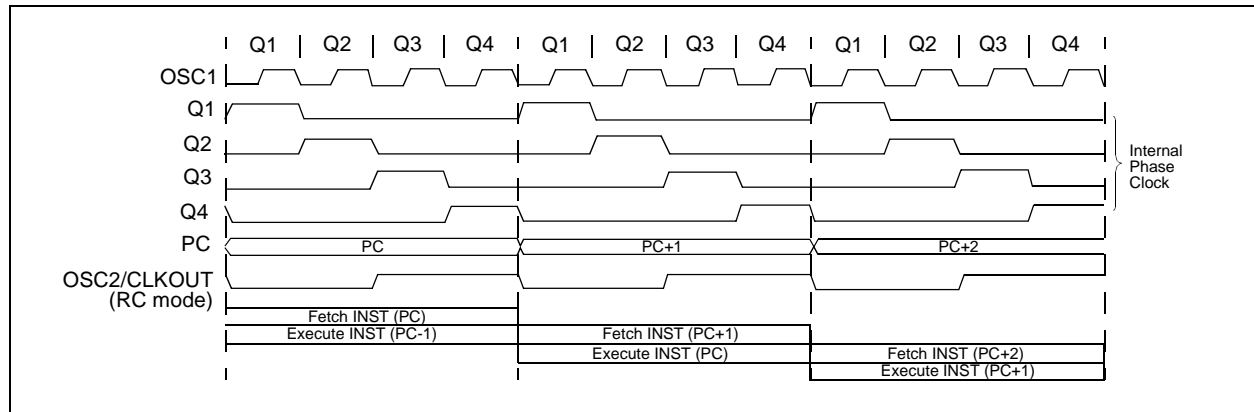 Q1 Q2 Q3 Q4 Q1 Q2 Q3 Q4 Q1 Q2 Q3 Q4
OSC1
Q1
Q2
Q3
Q4
Internal
Phase
Clock
PC PC PC+1 PC+2
OSC2/CLKOUT
(RC mode)
Fetch INST (PC)
Execute INST (PC-1) Fetch INST (PC+1)
Execute INST (PC) Fetch INST (PC+2)
Execute INST (PC+1)